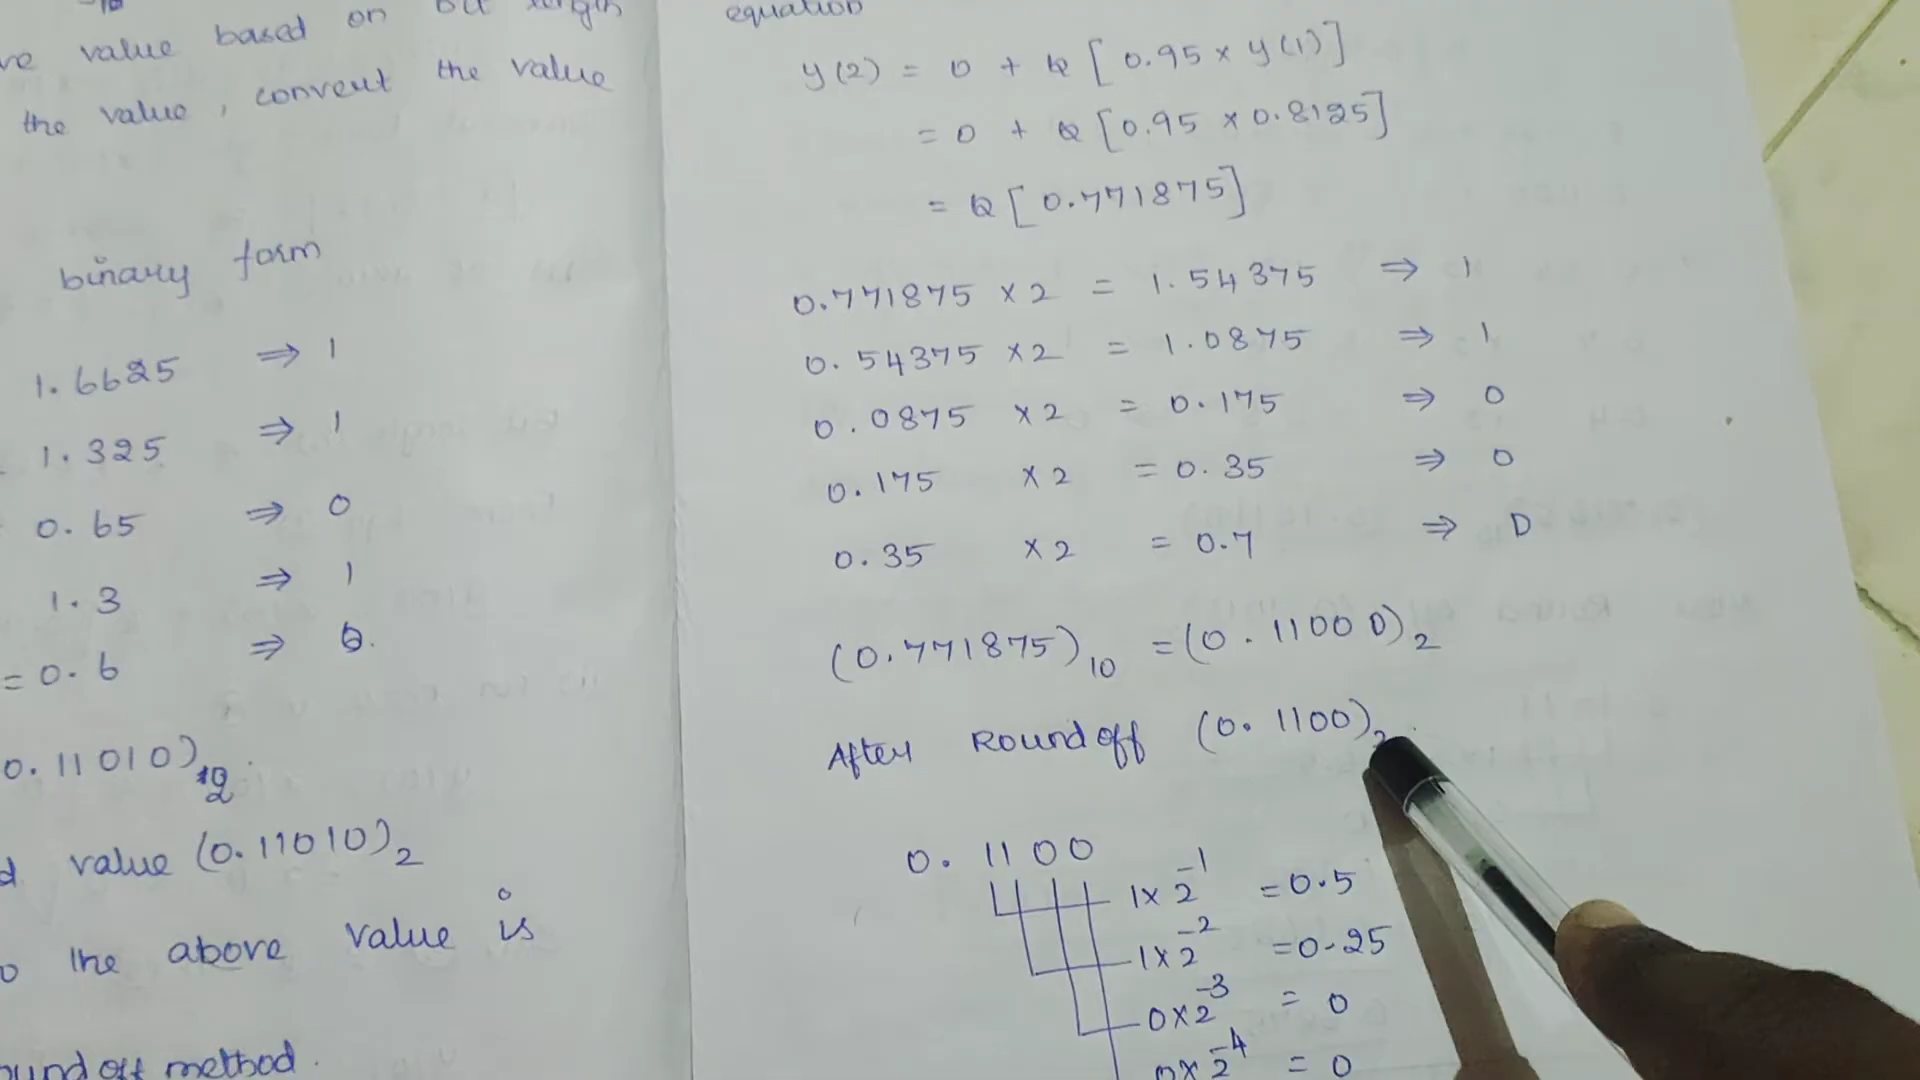 value based on
the value, convert the value
binary form
1.6625 ⇒ 1
1.325 ⇒ 1
0.65 ⇒ 0
1.3 ⇒ 1
= 0.6 ⇒ 0.
0.11010)
2
value (0.11010)2
the above value is
off method.
equation
y(2) = 0 + Q[0.95 × y(1)]
= 0 + Q[0.95 × 0.8125]
= Q[0.771875]
0.771875 × 2 = 1.54375 ⇒ 1
0.54375 × 2 = 1.0875 ⇒ 1
0.0875 × 2 = 0.175 ⇒ 0
0.175 × 2 = 0.35 ⇒ 0
0.35 × 2 = 0.7 ⇒ 0
(0.771875)10 = (0.11000)2
After Round off (0.1100)2
0.1100
1×2^-1 = 0.5
1×2^-2 = 0.25
0×2^-3 = 0
0×2^-4 = 0